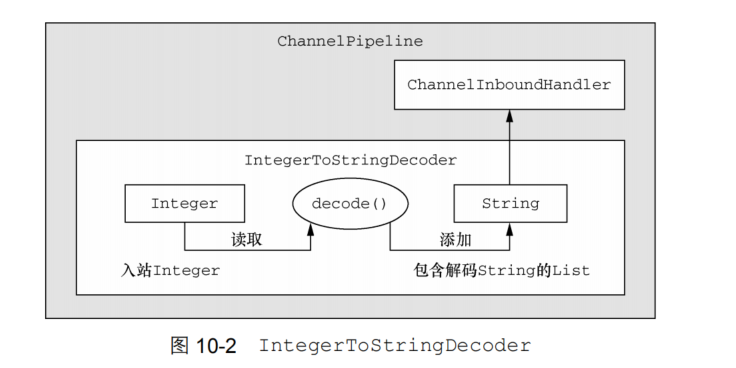 ChannelPipeline
ChannelInboundHandler
IntegerToStringDecoder
Integer
decode()
String
读取
添加
入站Integer
包含解码String的List
图 10-2 IntegerToStringDecoder